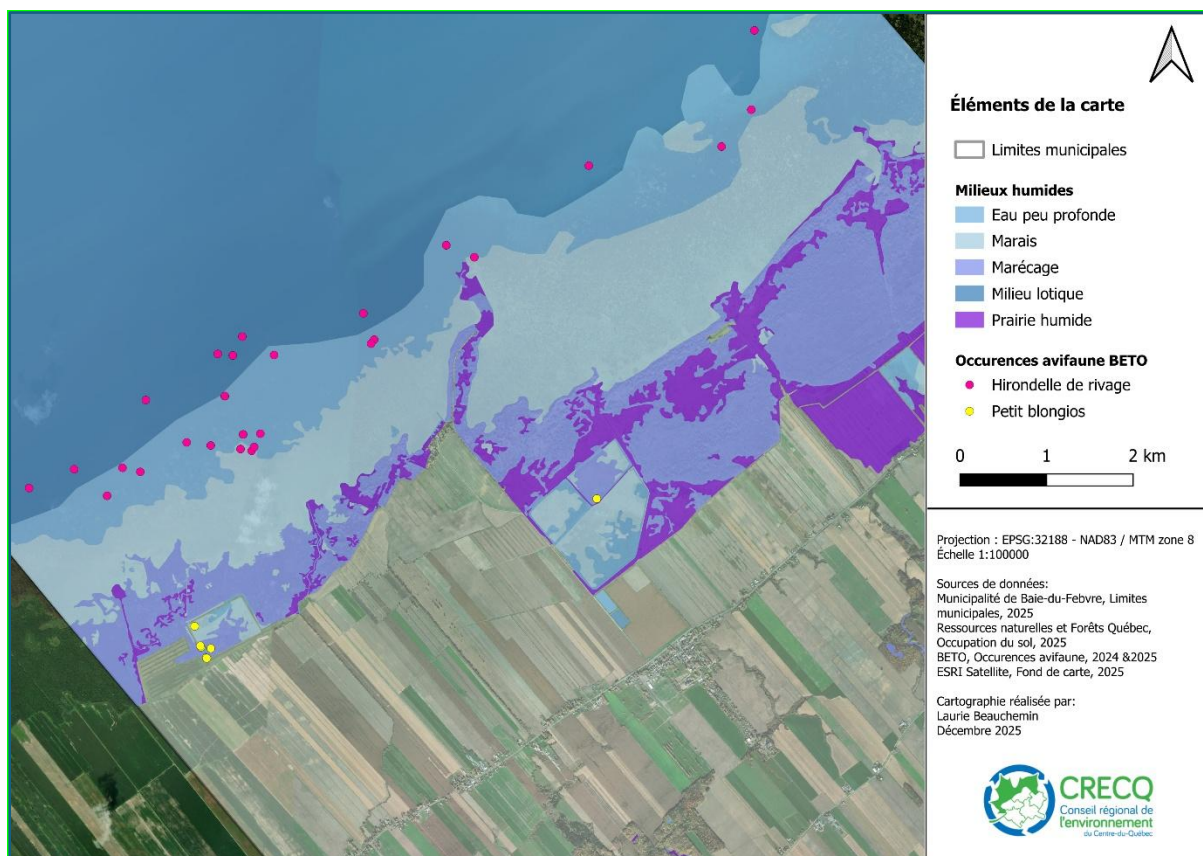 Éléments de la carte
Limites municipales
Milieux humides
Eau peu profonde
Marais
Marécage
Milieu lotique
Prairie humide
Occurences avifaune BETO
Hirondelle de rivage
Petit blongios
0 1 2 km
Projection : EPSG:32188 - NAD83 / MTM zone 8
Échelle 1:100000
Sources de données:
Municipalité de Baie-du-Febvre, Limites
municipales, 2025
Ressources naturelles et Forêts Québec,
Occupation du sol, 2025
BETO, Occurences avifaune, 2024 &2025
ESRI Satellite, Fond de carte, 2025
Cartographie réalisée par:
Laurie Beauchemin
Décembre 2025
CRECQ
Conseil régional de
l'environnement
du Centre-du-Québec